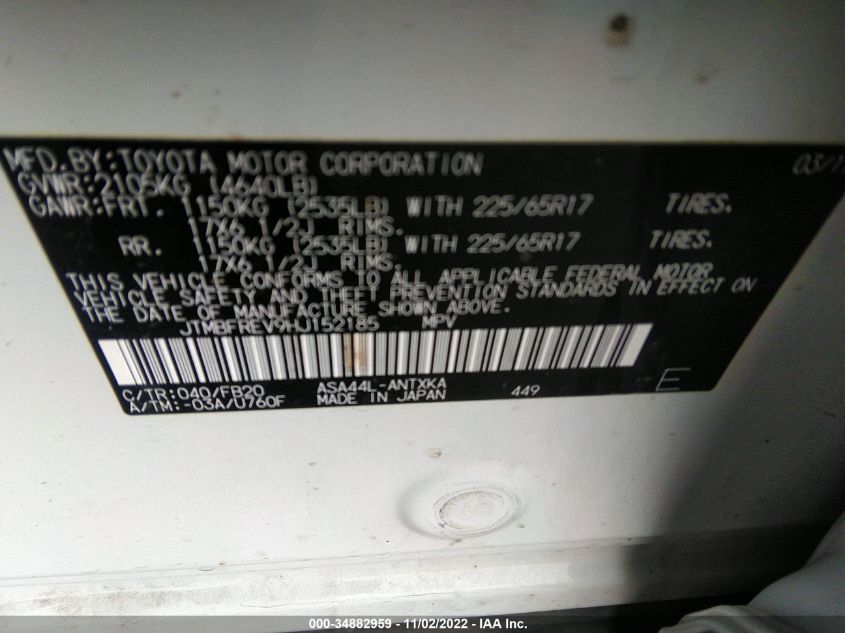 MFD. BY: TOYOTA MOTOR CORPORATION 03/1
GVWR: 2105KG (4640LB)
GAWR: FRT. 1150KG (2535LB) WITH 225/65R17 TIRES.
17X6 1/2J RIMS.
RR. 1150KG (2535LB) WITH 225/65R17 TIRES.
17X6 1/2J RIMS.
THIS VEHICLE CONFORMS TO ALL APPLICABLE FEDERAL MOTOR
VEHICLE SAFETY AND THEFT PREVENTION STANDARDS IN EFFECT ON
THE DATE OF MANUFACTURE SHOWN ABOVE.
JTMBFREV9HJ152185 MPV
C/TR: 040/FB20 ASA44L-ANTXKA
A/TM: -03A/U760F MADE IN JAPAN 449 E
000-34882959 - 11/02/2022 - IAA Inc.